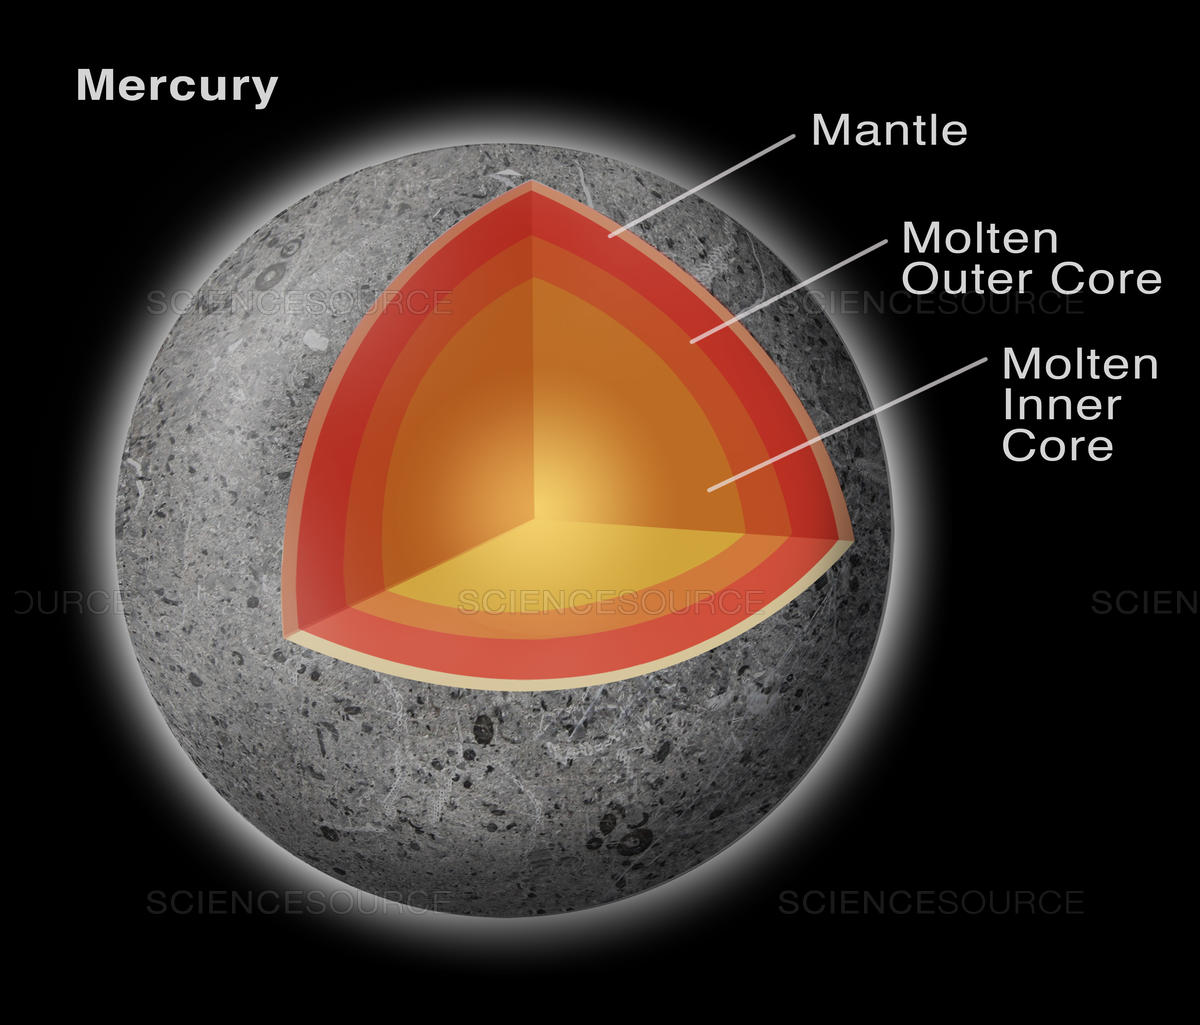 Mercury
Mantle
Molten
Outer Core
SCIENCESOURCE
SCIENCESOURCE
Molten
Inner
Core
OURCE
SCIENCESOURCE
SCIEN
SCIENCESOURCE
SCIENCESOURCE